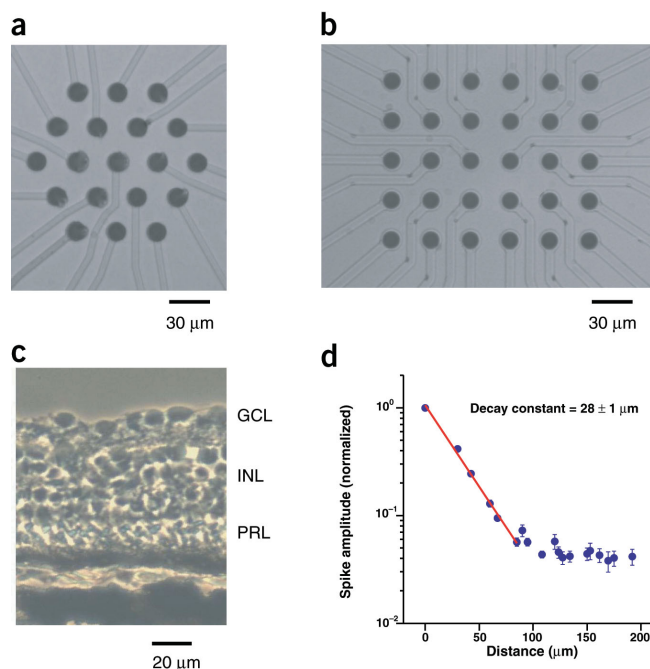 a
b
30 μm
30 μm
c
GCL
INL
PRL
20 μm
d
Decay constant = 28 ± 1 μm
Spike amplitude (normalized)
10⁰
10⁻¹
10⁻²
0 50 100 150 200
Distance (μm)